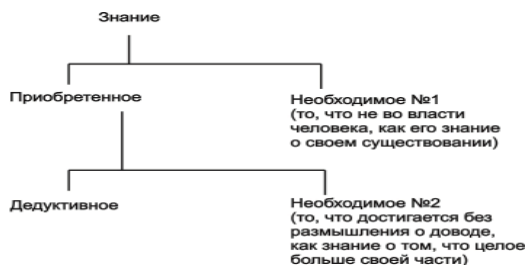 Знание
Приобретенное
Необходимое №1
(то, что не во власти
человека, как его знание
о своем существовании)
Дедуктивное
Необходимое №2
(то, что достигается без
размышления о доводе,
как знание о том, что целое
больше своей части)